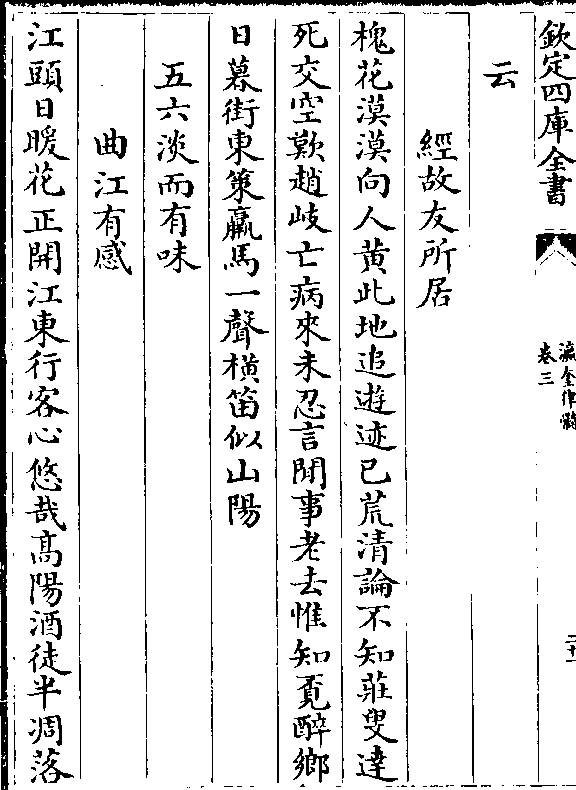 欽定四庫全書
瀛奎律髓
卷三
二十一
云
經故友所居
槐花漠漠向人黄此地追遊迹已荒清論不知莊叟達
死交空歎趙岐亡病來未忍言閒事老去惟知覓醉鄉
日暮街東策羸馬一聲横笛似山陽
五六淡而有味
曲江有感
江頭日暖花正開江東行客心悠哉髙陽酒徒半凋落